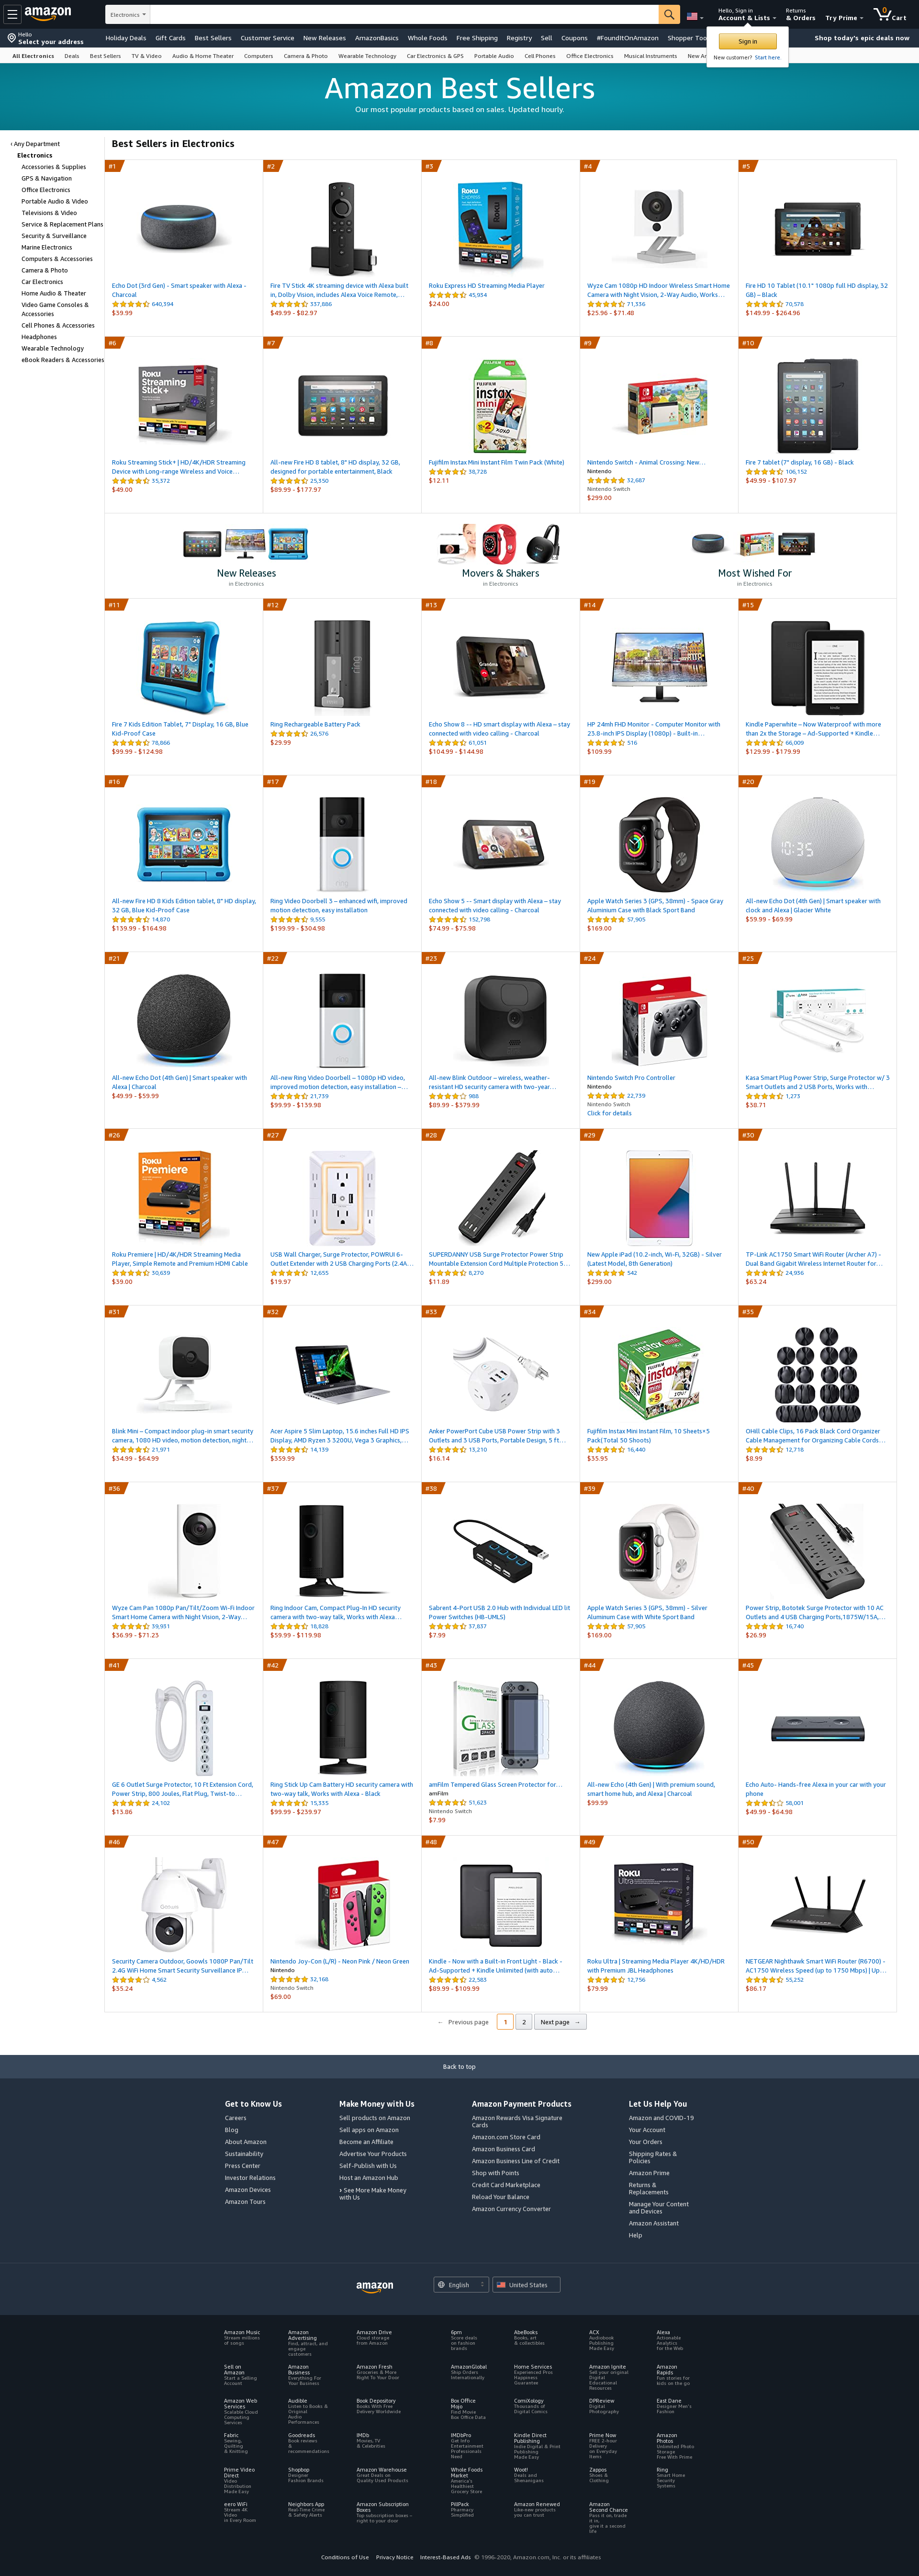 amazon
Electronics
Hello, Sign in
Account & Lists
Returns
& Orders
Try Prime
0
Cart
Hello
Select your address
Holiday Deals
Gift Cards
Best Sellers
Customer Service
New Releases
AmazonBasics
Whole Foods
Free Shipping
Registry
Sell
Coupons
#FoundItOnAmazon
Shop today's epic deals now
Sign in
New customer? Start here.
All Electronics
Deals
Best Sellers
TV & Video
Audio & Home Theater
Computers
Camera & Photo
Wearable Technology
Car Electronics & GPS
Portable Audio
Cell Phones
Office Electronics
Musical Instruments
Amazon Best Sellers
Our most popular products based on sales. Updated hourly.
‹ Any Department
Electronics
Accessories & Supplies
GPS & Navigation
Office Electronics
Portable Audio & Video
Televisions & Video
Service & Replacement Plans
Security & Surveillance
Marine Electronics
Computers & Accessories
Camera & Photo
Car Electronics
Home Audio & Theater
Video Game Consoles &
Accessories
Cell Phones & Accessories
Headphones
Wearable Technology
eBook Readers & Accessories
Best Sellers in Electronics
#1
Echo Dot (3rd Gen) - Smart speaker with Alexa -
Charcoal
640,394
$39.99
#2
Fire TV Stick 4K streaming device with Alexa built
in, Dolby Vision, includes Alexa Voice Remote,…
337,886
$49.99 - $82.97
#3
Roku Express HD Streaming Media Player
45,934
$24.00
#4
Wyze Cam 1080p HD Indoor Wireless Smart Home
Camera with Night Vision, 2-Way Audio, Works…
71,336
$25.96 - $71.48
#5
Fire HD 10 Tablet (10.1" 1080p full HD display, 32
GB) – Black
70,578
$149.99 - $264.96
#6
Roku Streaming Stick+ | HD/4K/HDR Streaming
Device with Long-range Wireless and Voice…
35,372
$49.00
#7
All-new Fire HD 8 tablet, 8" HD display, 32 GB,
designed for portable entertainment, Black
25,350
$89.99 - $177.97
#8
Fujifilm Instax Mini Instant Film Twin Pack (White)
38,728
$12.11
#9
Nintendo Switch - Animal Crossing: New…
Nintendo
32,687
Nintendo Switch
$299.00
#10
Fire 7 tablet (7" display, 16 GB) - Black
106,152
$49.99 - $107.97
New Releases
in Electronics
Movers & Shakers
in Electronics
Most Wished For
in Electronics
#11
Fire 7 Kids Edition Tablet, 7" Display, 16 GB, Blue
Kid-Proof Case
78,866
$99.99 - $124.98
#12
Ring Rechargeable Battery Pack
26,576
$29.99
#13
Echo Show 8 -- HD smart display with Alexa – stay
connected with video calling - Charcoal
61,051
$104.99 - $144.98
#14
HP 24mh FHD Monitor - Computer Monitor with
23.8-inch IPS Display (1080p) - Built-in…
516
$109.99
#15
Kindle Paperwhite – Now Waterproof with more
than 2x the Storage – Ad-Supported + Kindle…
66,009
$129.99 - $179.99
#16
All-new Fire HD 8 Kids Edition tablet, 8" HD display,
32 GB, Blue Kid-Proof Case
14,870
$139.99 - $164.98
#17
Ring Video Doorbell 3 – enhanced wifi, improved
motion detection, easy installation
9,555
$199.99 - $304.98
#18
Echo Show 5 -- Smart display with Alexa – stay
connected with video calling - Charcoal
152,798
$74.99 - $75.98
#19
Apple Watch Series 3 (GPS, 38mm) - Space Gray
Aluminium Case with Black Sport Band
57,905
$169.00
#20
All-new Echo Dot (4th Gen) | Smart speaker with
clock and Alexa | Glacier White
$59.99 - $69.99
#21
All-new Echo Dot (4th Gen) | Smart speaker with
Alexa | Charcoal
$49.99 - $59.99
#22
All-new Ring Video Doorbell – 1080p HD video,
improved motion detection, easy installation –…
21,739
$99.99 - $139.98
#23
All-new Blink Outdoor – wireless, weather-
resistant HD security camera with two-year…
988
$89.99 - $379.99
#24
Nintendo Switch Pro Controller
Nintendo
22,739
Nintendo Switch
Click for details
#25
Kasa Smart Plug Power Strip, Surge Protector w/ 3
Smart Outlets and 2 USB Ports, Works with…
1,273
$38.71
#26
Roku Premiere | HD/4K/HDR Streaming Media
Player, Simple Remote and Premium HDMI Cable
30,639
$39.00
#27
USB Wall Charger, Surge Protector, POWRUI 6-
Outlet Extender with 2 USB Charging Ports (2.4A…
12,655
$19.97
#28
SUPERDANNY USB Surge Protector Power Strip
Mountable Extension Cord Multiple Protection 5…
8,270
$11.89
#29
New Apple iPad (10.2-inch, Wi-Fi, 32GB) - Silver
(Latest Model, 8th Generation)
542
$299.00
#30
TP-Link AC1750 Smart WiFi Router (Archer A7) -
Dual Band Gigabit Wireless Internet Router for…
24,936
$63.24
#31
Blink Mini – Compact indoor plug-in smart security
camera, 1080 HD video, motion detection, night…
21,971
$34.99 - $64.99
#32
Acer Aspire 5 Slim Laptop, 15.6 inches Full HD IPS
Display, AMD Ryzen 3 3200U, Vega 3 Graphics,…
14,139
$359.99
#33
Anker PowerPort Cube USB Power Strip with 3
Outlets and 3 USB Ports, Portable Design, 5 ft…
13,210
$16.14
#34
Fujifilm Instax Mini Instant Film, 10 Sheets×5
Pack(Total 50 Shoots)
16,440
$35.95
#35
OHill Cable Clips, 16 Pack Black Cord Organizer
Cable Management for Organizing Cable Cords…
12,718
$8.99
#36
Wyze Cam Pan 1080p Pan/Tilt/Zoom Wi-Fi Indoor
Smart Home Camera with Night Vision, 2-Way…
39,931
$36.99 - $71.23
#37
Ring Indoor Cam, Compact Plug-In HD security
camera with two-way talk, Works with Alexa…
18,828
$59.99 - $119.98
#38
Sabrent 4-Port USB 2.0 Hub with Individual LED lit
Power Switches (HB-UMLS)
37,837
$7.99
#39
Apple Watch Series 3 (GPS, 38mm) - Silver
Aluminum Case with White Sport Band
57,905
$169.00
#40
Power Strip, Bototek Surge Protector with 10 AC
Outlets and 4 USB Charging Ports,1875W/15A,…
16,740
$26.99
#41
GE 6 Outlet Surge Protector, 10 Ft Extension Cord,
Power Strip, 800 Joules, Flat Plug, Twist-to…
24,102
$13.86
#42
Ring Stick Up Cam Battery HD security camera with
two-way talk, Works with Alexa - Black
15,335
$99.99 - $239.97
#43
amFilm Tempered Glass Screen Protector for…
amFilm
51,623
Nintendo Switch
$7.99
#44
All-new Echo (4th Gen) | With premium sound,
smart home hub, and Alexa | Charcoal
$99.99
#45
Echo Auto- Hands-free Alexa in your car with your
phone
58,001
$49.99 - $64.98
#46
Security Camera Outdoor, Goowls 1080P Pan/Tilt
2.4G WiFi Home Smart Security Surveillance IP…
4,562
$35.24
#47
Nintendo Joy-Con (L/R) - Neon Pink / Neon Green
Nintendo
32,168
Nintendo Switch
$69.00
#48
Kindle - Now with a Built-in Front Light - Black -
Ad-Supported + Kindle Unlimited (with auto…
22,583
$89.99 - $109.99
#49
Roku Ultra | Streaming Media Player 4K/HD/HDR
with Premium JBL Headphones
12,756
$79.99
#50
NETGEAR Nighthawk Smart WiFi Router (R6700) -
AC1750 Wireless Speed (up to 1750 Mbps) | Up…
55,252
$86.17
← Previous page
1
2
Next page →
Back to top
Get to Know Us
Careers
Blog
About Amazon
Sustainability
Press Center
Investor Relations
Amazon Devices
Amazon Tours
Make Money with Us
Sell products on Amazon
Sell apps on Amazon
Become an Affiliate
Advertise Your Products
Self-Publish with Us
Host an Amazon Hub
› See More Make Money
with Us
Amazon Payment Products
Amazon Rewards Visa Signature
Cards
Amazon.com Store Card
Amazon Business Card
Amazon Business Line of Credit
Shop with Points
Credit Card Marketplace
Reload Your Balance
Amazon Currency Converter
Let Us Help You
Amazon and COVID-19
Your Account
Your Orders
Shipping Rates &
Policies
Amazon Prime
Returns &
Replacements
Manage Your Content
and Devices
Amazon Assistant
Help
amazon
English
United States
Amazon Music
Stream millions
of songs
Amazon
Advertising
Find, attract, and
engage
customers
Amazon Drive
Cloud storage
from Amazon
6pm
Score deals
on fashion
brands
AbeBooks
Books, art
& collectibles
ACX
Audiobook
Publishing
Made Easy
Alexa
Actionable
Analytics
for the Web
Sell on
Amazon
Start a Selling
Account
Amazon
Business
Everything For
Your Business
Amazon Fresh
Groceries & More
Right To Your Door
AmazonGlobal
Ship Orders
Internationally
Home Services
Experienced Pros
Happiness
Guarantee
Amazon Ignite
Sell your original
Digital
Educational
Resources
Amazon
Rapids
Fun stories for
kids on the go
Amazon Web
Services
Scalable Cloud
Computing
Services
Audible
Listen to Books &
Original
Audio
Performances
Book Depository
Books With Free
Delivery Worldwide
Box Office
Mojo
Find Movie
Box Office Data
ComiXology
Thousands of
Digital Comics
DPReview
Digital
Photography
East Dane
Designer Men's
Fashion
Fabric
Sewing,
Quilting
& Knitting
Goodreads
Book reviews
&
recommendations
IMDb
Movies, TV
& Celebrities
IMDbPro
Get Info
Entertainment
Professionals
Need
Kindle Direct
Publishing
Indie Digital & Print
Publishing
Made Easy
Prime Now
FREE 2-hour
Delivery
on Everyday
Items
Amazon
Photos
Unlimited Photo
Storage
Free With Prime
Prime Video
Direct
Video
Distribution
Made Easy
Shopbop
Designer
Fashion Brands
Amazon Warehouse
Great Deals on
Quality Used Products
Whole Foods
Market
America's
Healthiest
Grocery Store
Woot!
Deals and
Shenanigans
Zappos
Shoes &
Clothing
Ring
Smart Home
Security
Systems
eero WiFi
Stream 4K
Video
in Every Room
Neighbors App
Real-Time Crime
& Safety Alerts
Amazon Subscription
Boxes
Top subscription boxes –
right to your door
PillPack
Pharmacy
Simplified
Amazon Renewed
Like-new products
you can trust
Amazon
Second Chance
Pass it on, trade
it in,
give it a second
life
Conditions of Use
Privacy Notice
Interest-Based Ads
© 1996-2020, Amazon.com, Inc. or its affiliates